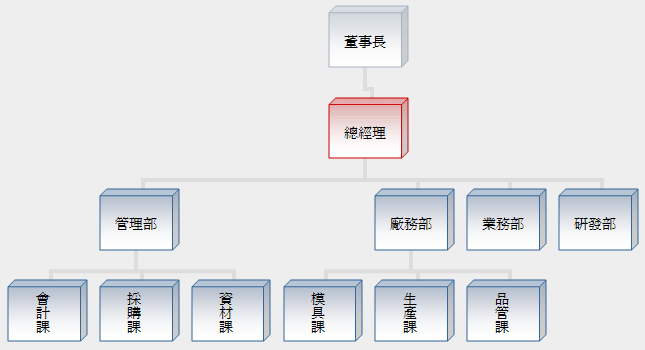 董事長
總經理
管理部
廠務部
業務部
研發部
會計課
採購課
資材課
模具課
生產課
品管課